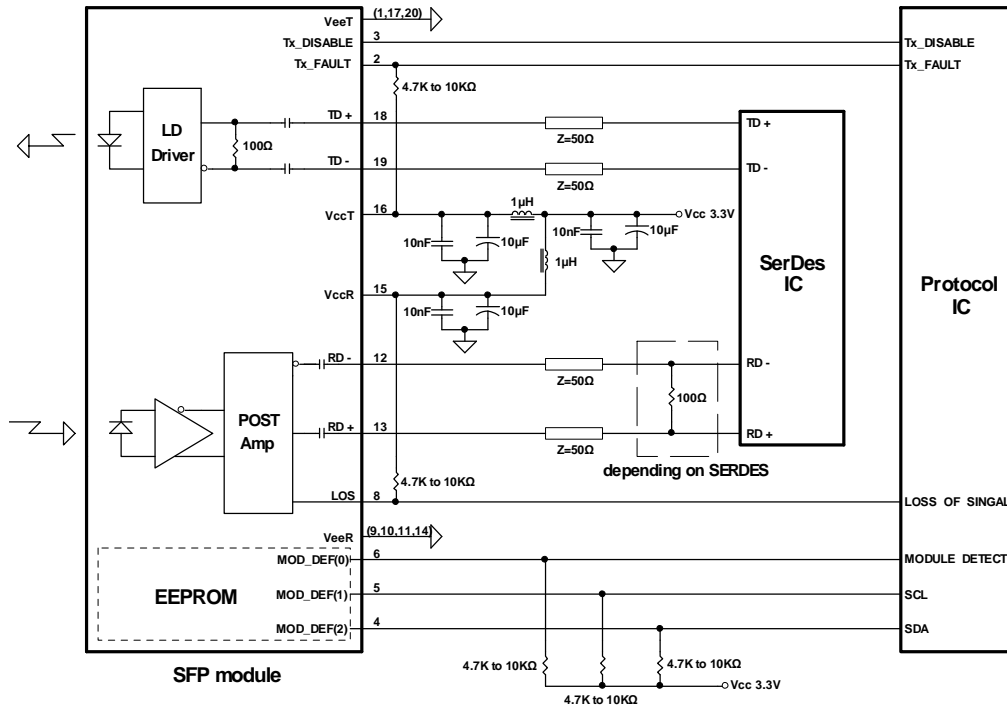 VeeT (1,17,20)
Tx_DISABLE 3 Tx_DISABLE
Tx_FAULT 2 Tx_FAULT
4.7K to 10KΩ
LD
Driver
100Ω
TD + 18 TD +
Z=50Ω
TD - 19 TD -
Z=50Ω
1μH
VccT 16 Vcc 3.3V
10nF 10μF 10nF 10μF
1μH
SerDes
IC
Protocol
IC
VccR 15
10nF 10μF
RD - 12 RD -
Z=50Ω
100Ω
POST
Amp
RD + 13 RD +
Z=50Ω
depending on SERDES
4.7K to 10KΩ
LOS 8 LOSS OF SINGAL
VeeR (9,10,11,14)
MOD_DEF(0) 6 MODULE DETECT
EEPROM
MOD_DEF(1) 5 SCL
MOD_DEF(2) 4 SDA
4.7K to 10KΩ 4.7K to 10KΩ
4.7K to 10KΩ
Vcc 3.3V
SFP module